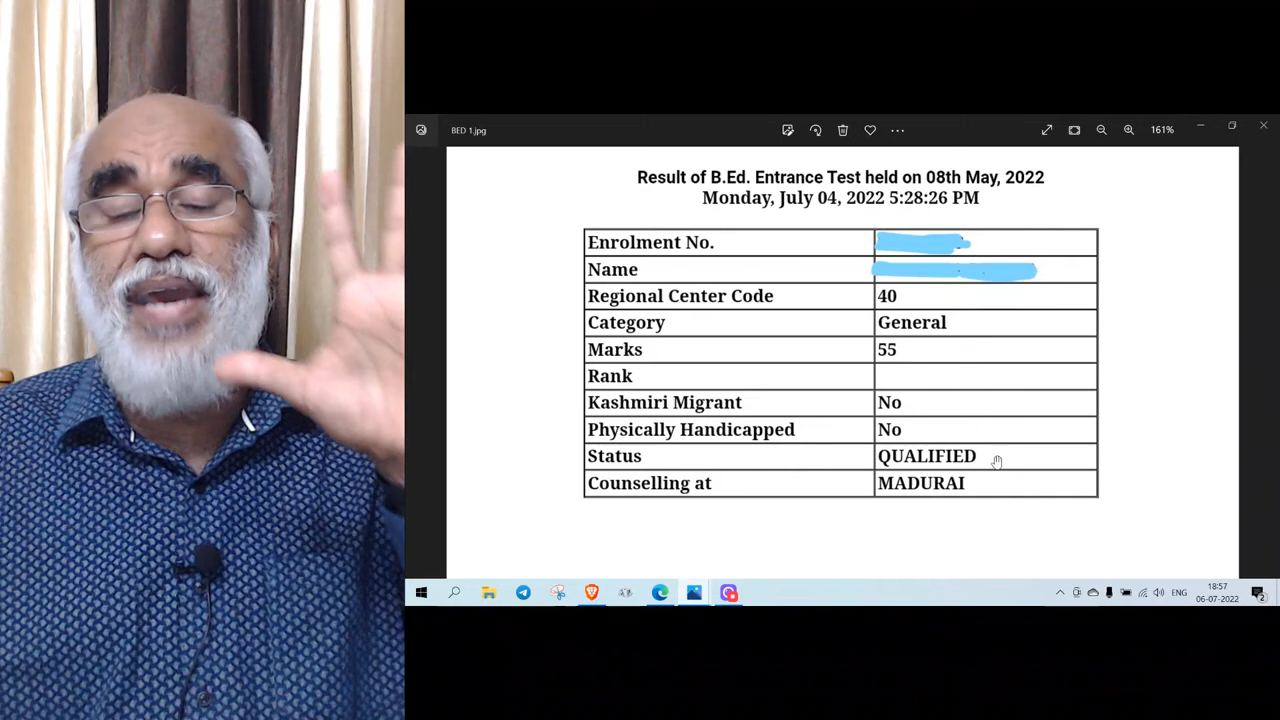 BED 1.jpg
161%
Result of B.Ed. Entrance Test held on 08th May, 2022
Monday, July 04, 2022 5:28:26 PM
Enrolment No.
Name
Regional Center Code 40
Category General
Marks 55
Rank
Kashmiri Migrant No
Physically Handicapped No
Status QUALIFIED
Counselling at MADURAI
ENG
18:57
06-07-2022
2